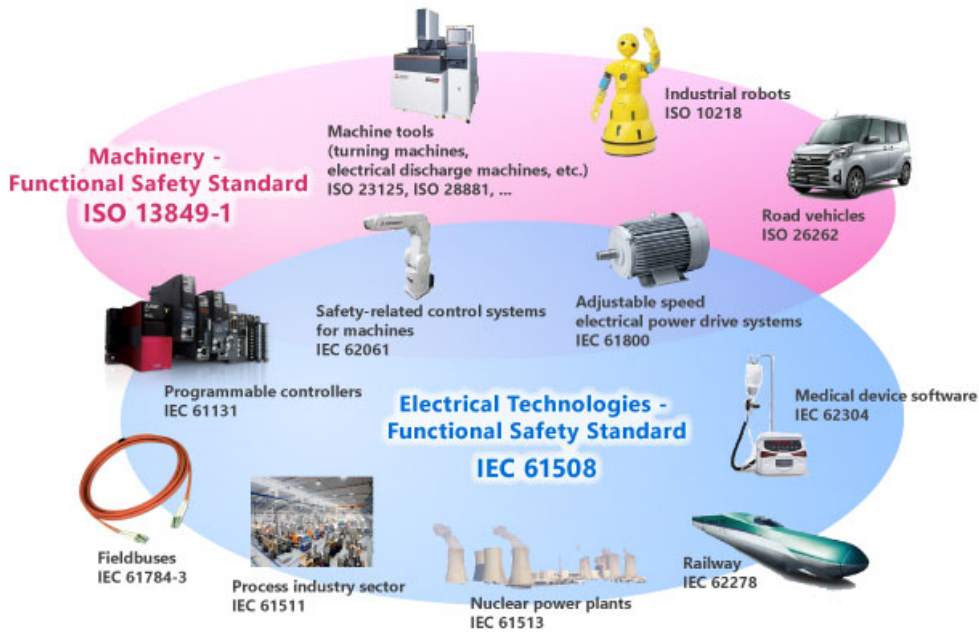 Industrial robots
ISO 10218
Machine tools
(turning machines,
electrical discharge machines, etc.)
ISO 23125, ISO 28881, ...
Machinery -
Functional Safety Standard
ISO 13849-1
Road vehicles
ISO 26262
Safety-related control systems
for machines
IEC 62061
Adjustable speed
electrical power drive systems
IEC 61800
Programmable controllers
IEC 61131
Electrical Technologies -
Functional Safety Standard
IEC 61508
Medical device software
IEC 62304
Fieldbuses
IEC 61784-3
Process industry sector
IEC 61511
Nuclear power plants
IEC 61513
Railway
IEC 62278